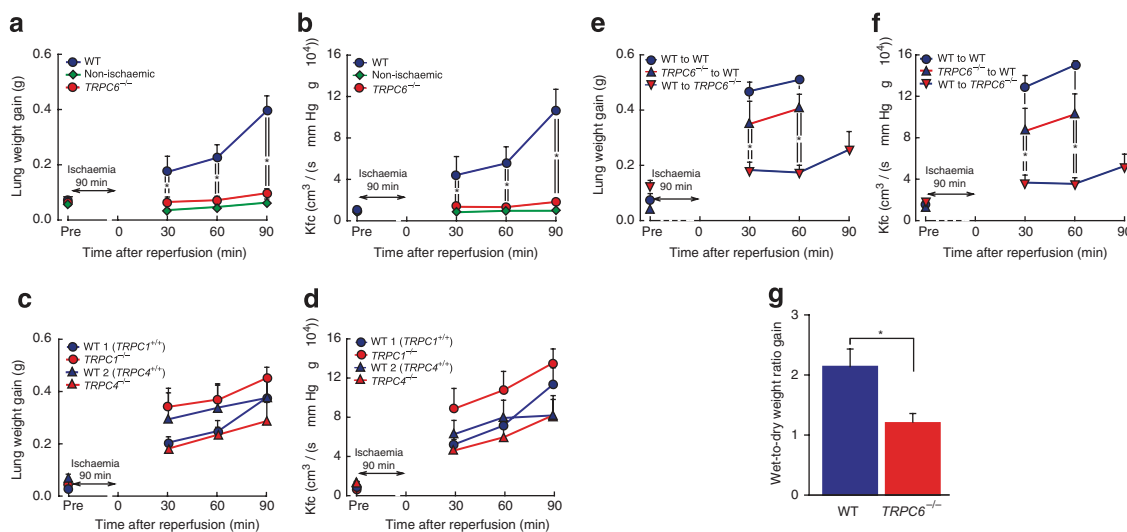 a
Lung weight gain (g)
0.6
0.4
0.2
0.0
WT
Non-ischaemic
TRPC6–/–
Ischaemia
90 min
*
*
*
Pre
0
30
60
90
Time after reperfusion (min)
b
Kfc (cm3 / (s mm Hg g 104))
16
12
8
4
0
WT
Non-ischaemic
TRPC6–/–
Ischaemia
90 min
*
*
*
Pre
0
30
60
90
Time after reperfusion (min)
e
Lung weight gain (g)
0.6
0.4
0.2
0.0
WT to WT
TRPC6–/– to WT
WT to TRPC6–/–
Ischaemia
90 min
*
*
Pre
0
30
60
90
Time after reperfusion (min)
f
Kfc (cm3 / (s mm Hg g 104))
16
12
8
4
0
WT to WT
TRPC6–/– to WT
WT to TRPC6–/–
Ischaemia
90 min
*
*
Pre
0
30
60
90
Time after reperfusion (min)
c
Lung weight gain (g)
0.6
0.4
0.2
0.0
WT 1 (TRPC1+/+)
TRPC1–/–
WT 2 (TRPC4+/+)
TRPC4–/–
Ischaemia
90 min
Pre
0
30
60
90
Time after reperfusion (min)
d
Kfc (cm3 / (s mm Hg g 104))
16
12
8
4
0
WT 1 (TRPC1+/+)
TRPC1–/–
WT 2 (TRPC4+/+)
TRPC4–/–
Ischaemia
90 min
Pre
0
30
60
90
Time after reperfusion (min)
g
Wet-to-dry weight ratio gain
3
2
1
0
*
WT
TRPC6–/–